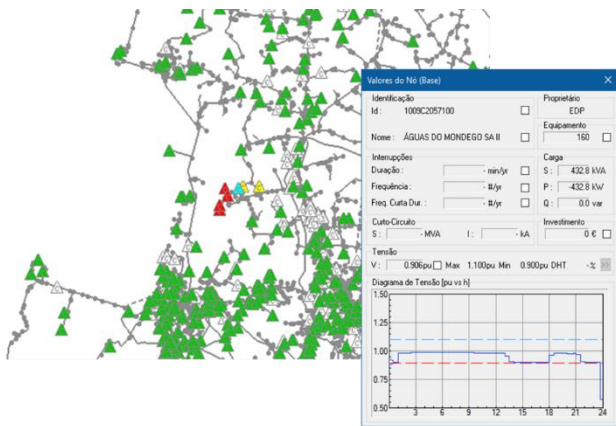 Valores do Nó (Base)
Identificação
Id : 1009C2057100
Nome : ÁGUAS DO MONDEGO SA II
Proprietário
EDP
Equipamento
160
Interrupções
Duração : - min/yr
Frequência : - #/yr
Freq. Curta Dur. : - #/yr
Carga
S : 432.8 kVA
P : -432.8 kW
Q : 0.0 var
Curto-Circuito
S : - MVA I : - kA
Investimento
0 €
Tensão
V : 0.906pu Max 1.100pu Min 0.900pu DHT -%
Diagrama de Tensão [pu vs h]
1.50
1.25
1.00
0.75
0.50
3 6 9 12 15 18 21 24